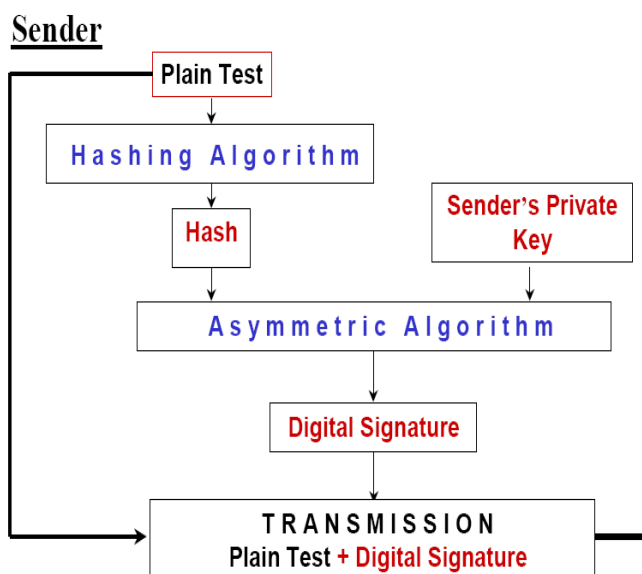 Sender
Plain Test
Hashing Algorithm
Hash
Sender's Private
Key
Asymmetric Algorithm
Digital Signature
TRANSMISSION
Plain Test + Digital Signature